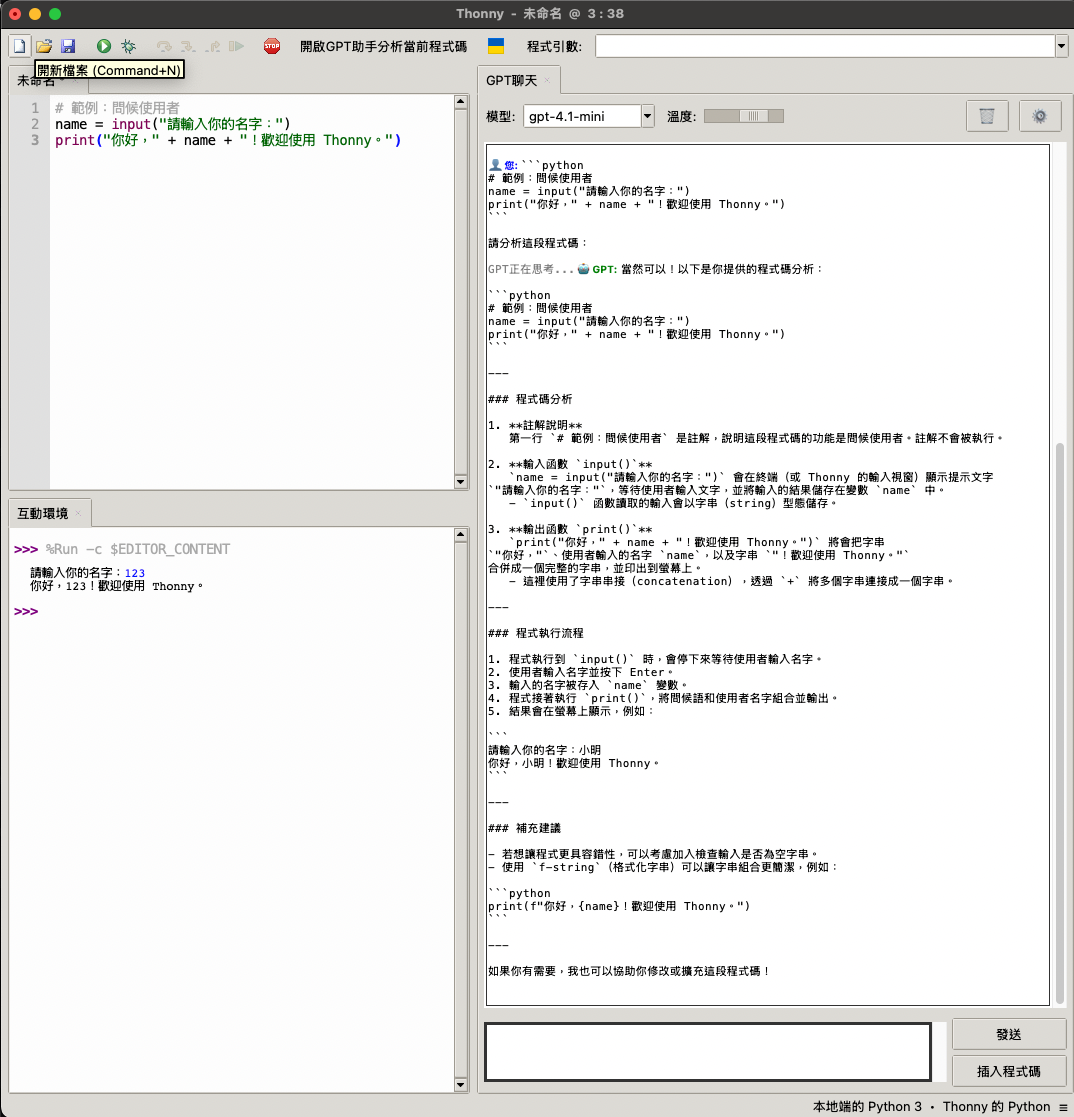 Thonny - 未命名 @ 3:38
開啟GPT助手分析當前程式碼
程式引數:
開新檔案 (Command+N)
未命名
1 # 範例：問候使用者
2 name = input("請輸入你的名字：")
3 print("你好，" + name + "！歡迎使用 Thonny。")
互動環境
>>> %Run -c $EDITOR_CONTENT
請輸入你的名字：123
你好，123！歡迎使用 Thonny。
>>>
GPT聊天
模型: gpt-4.1-mini 溫度:
您: ```python
# 範例：問候使用者
name = input("請輸入你的名字：")
print("你好，" + name + "！歡迎使用 Thonny。")
```
請分析這段程式碼：
GPT正在思考... GPT: 當然可以！以下是你提供的程式碼分析：
```python
# 範例：問候使用者
name = input("請輸入你的名字：")
print("你好，" + name + "！歡迎使用 Thonny。")
```
---
### 程式碼分析
1. **註解說明**
第一行 `# 範例：問候使用者` 是註解，說明這段程式碼的功能是問候使用者。註解不會被執行。
2. **輸入函數 `input()`**
`name = input("請輸入你的名字：")` 會在終端（或 Thonny 的輸入視窗）顯示提示文字
`"請輸入你的名字："`，等待使用者輸入文字，並將輸入的結果儲存在變數 `name` 中。
- `input()` 函數讀取的輸入會以字串（string）型態儲存。
3. **輸出函數 `print()`**
`print("你好，" + name + "！歡迎使用 Thonny。")` 將會把字串
`"你好，"`、使用者輸入的名字 `name`，以及字串 `"！歡迎使用 Thonny。"`
合併成一個完整的字串，並印出到螢幕上。
- 這裡使用了字串串接（concatenation），透過 `+` 將多個字串連接成一個字串。
---
### 程式執行流程
1. 程式執行到 `input()` 時，會停下來等待使用者輸入名字。
2. 使用者輸入名字並按下 Enter。
3. 輸入的名字被存入 `name` 變數。
4. 程式接著執行 `print()`，將問候語和使用者名字組合並輸出。
5. 結果會在螢幕上顯示，例如：
```
請輸入你的名字：小明
你好，小明！歡迎使用 Thonny。
```
---
### 補充建議
- 若想讓程式更具容錯性，可以考慮加入檢查輸入是否為空字串。
- 使用 `f-string`（格式化字串）可以讓字串組合更簡潔，例如：
```python
print(f"你好，{name}！歡迎使用 Thonny。")
```
---
如果你有需要，我也可以協助你修改或擴充這段程式碼！
發送
插入程式碼
本地端的 Python 3 • Thonny 的 Python ≡